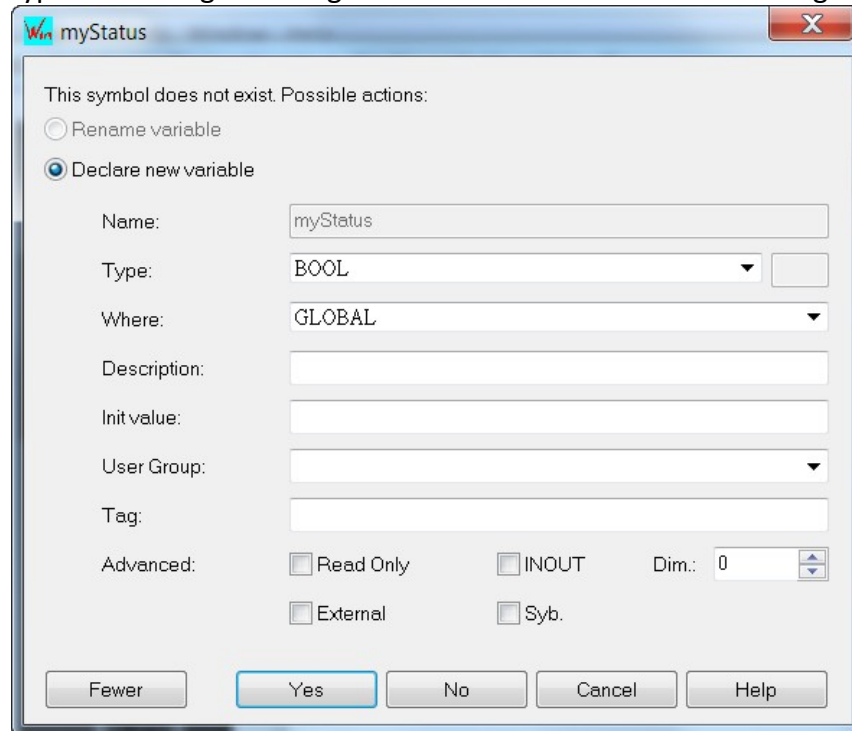 Win myStatus
X
This symbol does not exist. Possible actions:
Rename variable
Declare new variable
Name: myStatus
Type: BOOL
Where: GLOBAL
Description:
Init value:
User Group:
Tag:
Advanced: Read Only INOUT Dim.: 0
External Syb.
Fewer Yes No Cancel Help